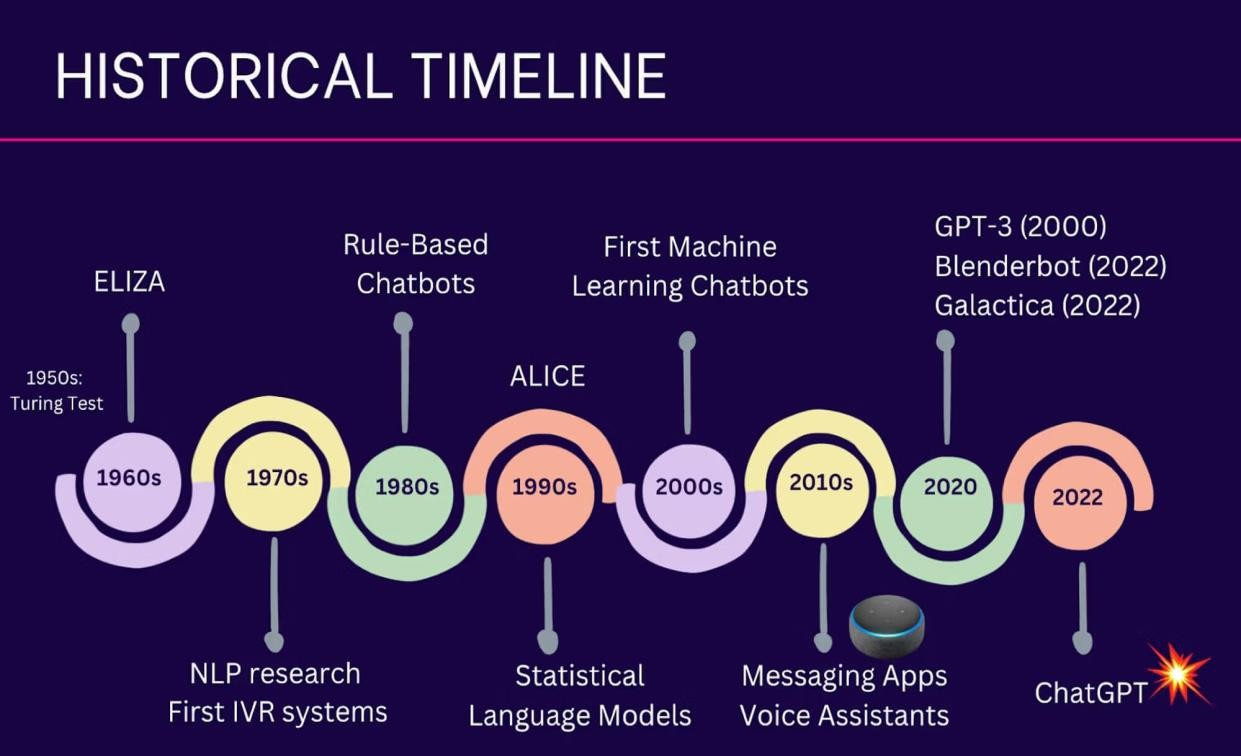 HISTORICAL TIMELINE
1950s:
Turing Test
ELIZA
1960s
1970s
NLP research
First IVR systems
Rule-Based
Chatbots
1980s
ALICE
1990s
Statistical
Language Models
First Machine
Learning Chatbots
2000s
2010s
Messaging Apps
Voice Assistants
GPT-3 (2000)
Blenderbot (2022)
Galactica (2022)
2020
2022
ChatGPT